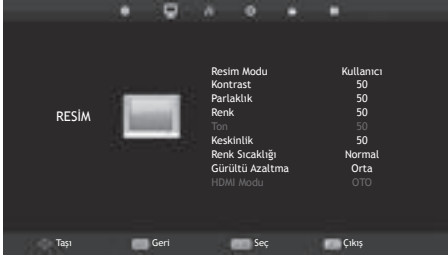 RESİM
Resim Modu Kullanıcı
Kontrast 50
Parlaklık 50
Renk 50
Ton 50
Keskinlik 50
Renk Sıcaklığı Normal
Gürültü Azaltma Orta
HDMI Modu OTO
Taşı Geri Seç Çıkış